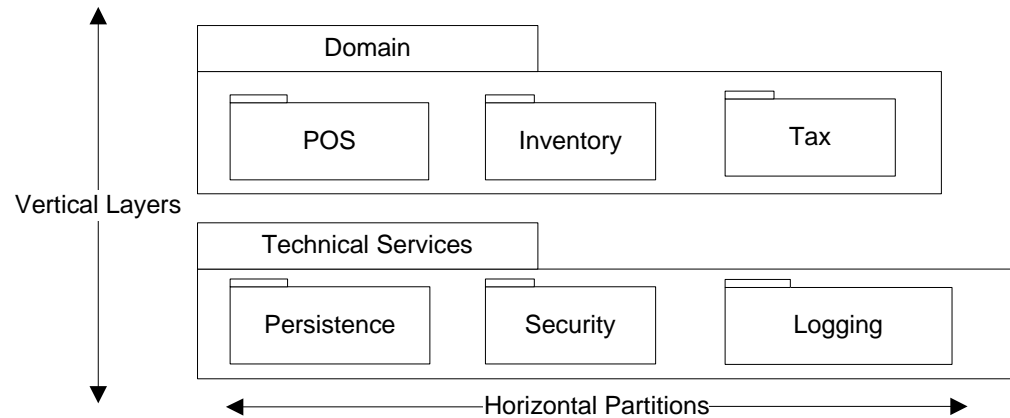 Domain
POS
Inventory
Tax
Vertical Layers
Technical Services
Persistence
Security
Logging
Horizontal Partitions